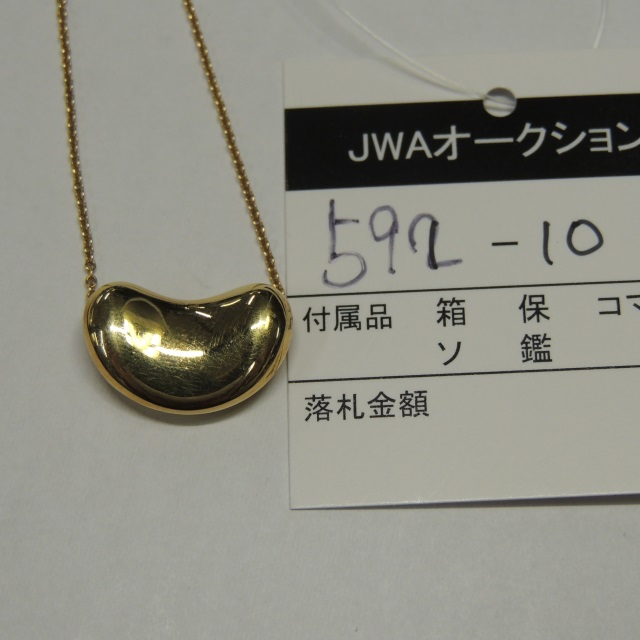 JWAオークション
592 - 10
付属品 箱 保 コマ
ソ 鑑
落札金額